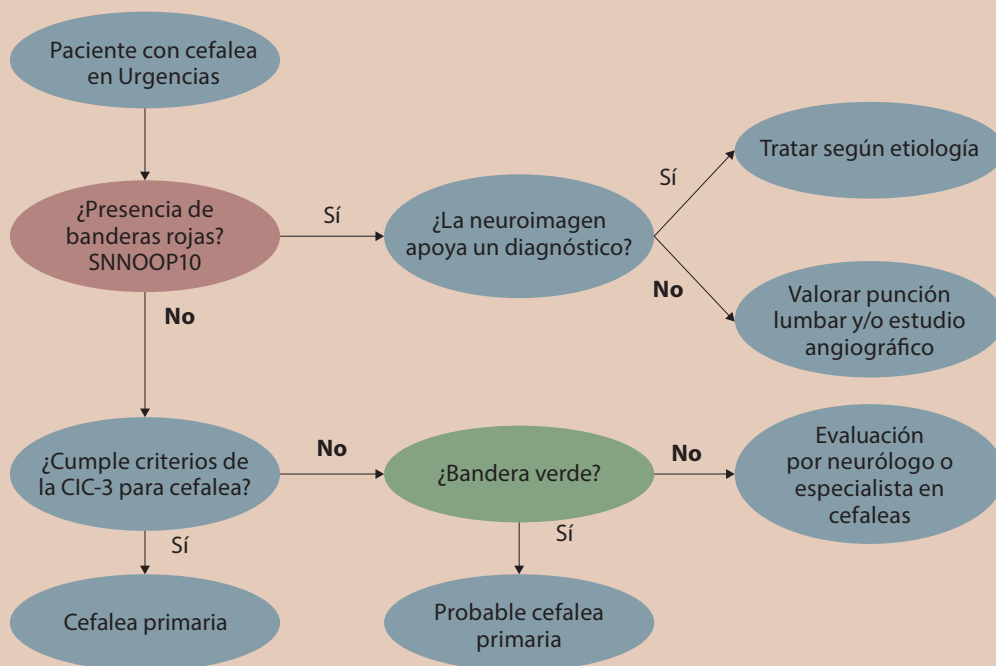 Paciente con cefalea
en Urgencias
¿Presencia de
banderas rojas?
SNNOOP10
Sí
¿La neuroimagen
apoya un diagnóstico?
Sí
Tratar según etiología
No
Valorar punción
lumbar y/o estudio
angiográfico
No
¿Cumple criterios de
la CIC-3 para cefalea?
No
¿Bandera verde?
No
Evaluación
por neurólogo o
especialista en
cefaleas
Sí
Cefalea primaria
Sí
Probable cefalea
primaria